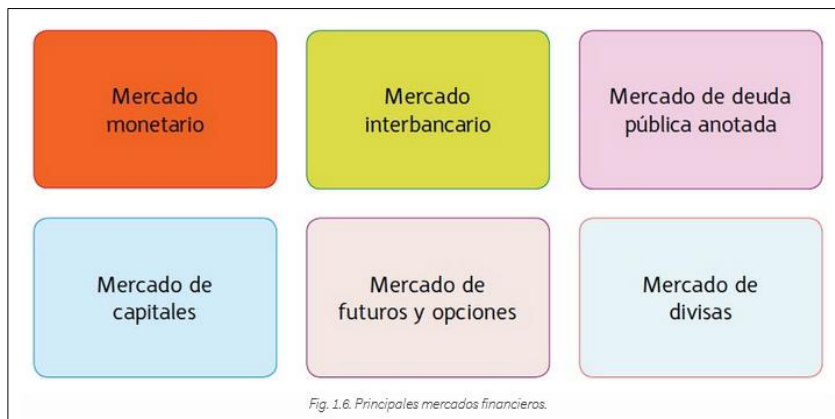 Mercado
monetario
Mercado
interbancario
Mercado de deuda
pública anotada
Mercado de
capitales
Mercado de
futuros y opciones
Mercado de
divisas
Fig. 1.6. Principales mercados financieros.